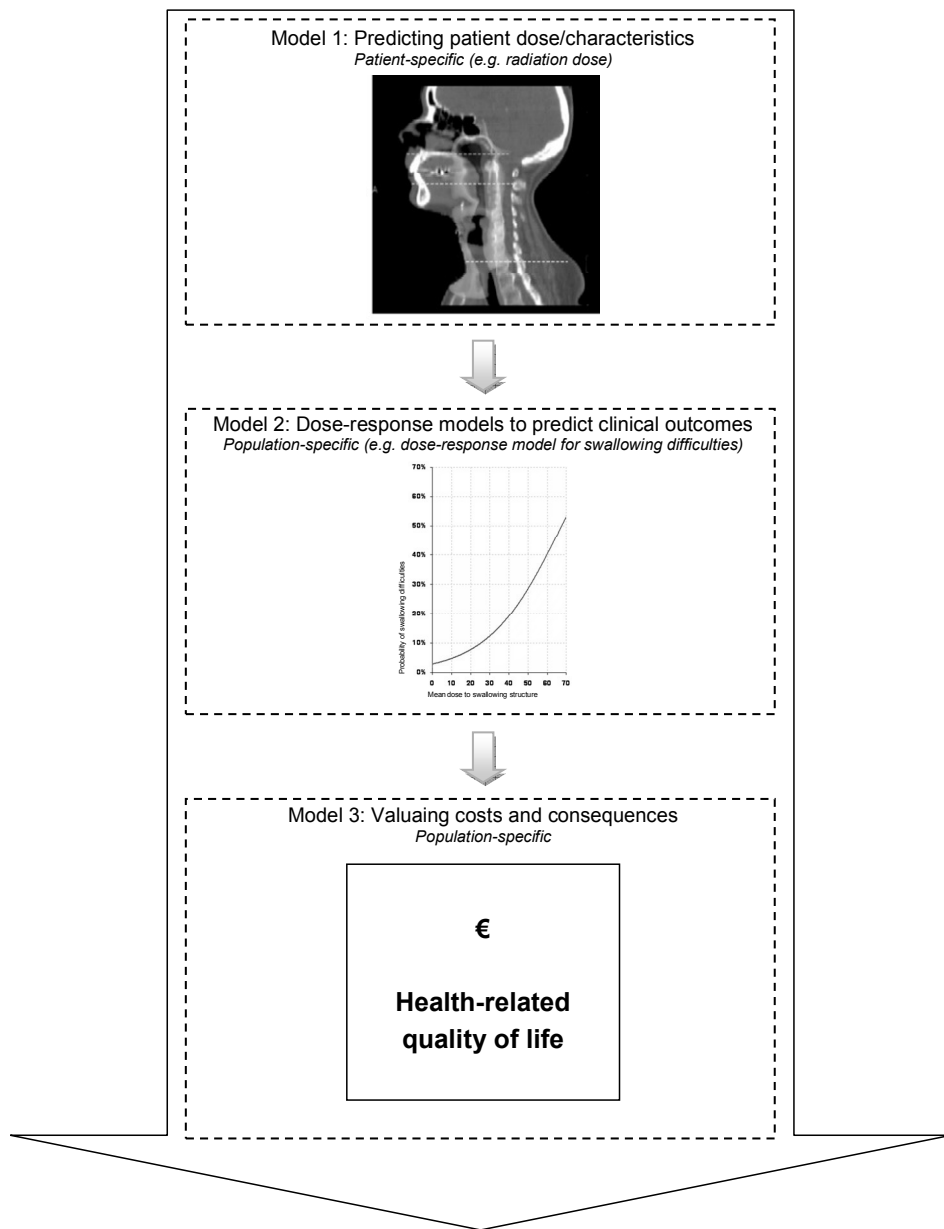 Model 1: Predicting patient dose/characteristics
Patient-specific (e.g. radiation dose)
A
Model 2: Dose-response models to predict clinical outcomes
Population-specific (e.g. dose-response model for swallowing difficulties)
Probability of swallowing difficulties
70%
60%
50%
40%
30%
20%
10%
0%
0 10 20 30 40 50 60 70
Mean dose to swallowing structure
Model 3: Valuaing costs and consequences
Population-specific
€
Health-related
quality of life